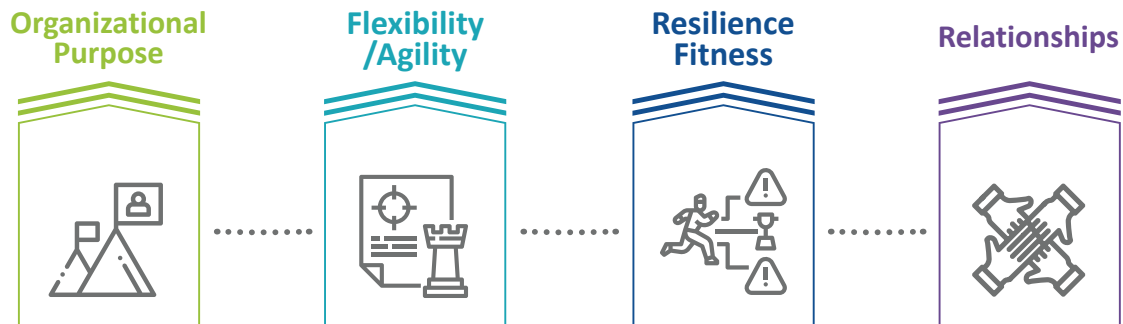 Organizational
Purpose
Flexibility
/Agility
Resilience
Fitness
Relationships